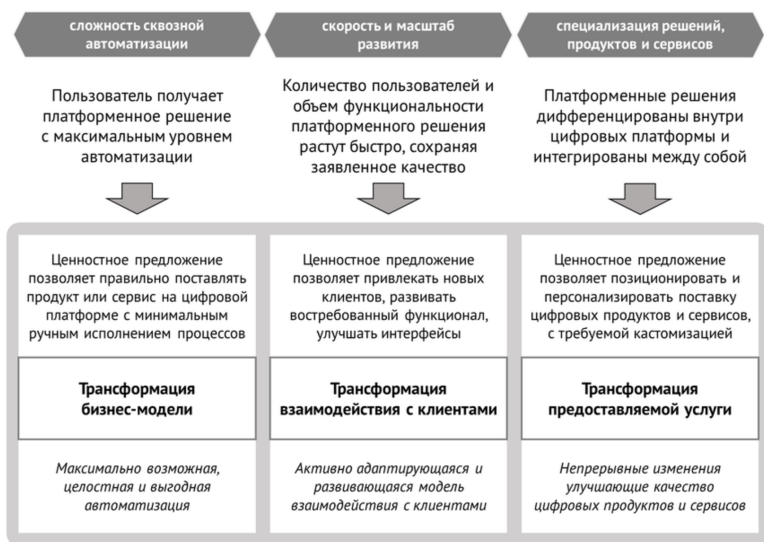 сложность сквозной
автоматизации
скорость и масштаб
развития
специализация решений,
продуктов и сервисов
Пользователь получает
платформенное решение
с максимальным уровнем
автоматизации
Количество пользователей и
объем функциональности
платформенного решения
растут быстро, сохраняя
заявленное качество
Платформенные решения
дифференцированы внутри
цифровых платформы и
интегрированы между собой
Ценностное предложение
позволяет правильно поставлять
продукт или сервис на цифровой
платформе с минимальным
ручным исполнением процессов
Ценностное предложение
позволяет привлекать новых
клиентов, развивать
востребованный функционал,
улучшать интерфейсы
Ценностное предложение
позволяет позиционировать и
персонализировать поставку
цифровых продуктов и сервисов,
с требуемой кастомизацией
Трансформация
бизнес-модели
Трансформация
взаимодействия с клиентами
Трансформация
предоставляемой услуги
Максимально возможная,
целостная и выгодная
автоматизация
Активно адаптирующаяся и
развивающаяся модель
взаимодействия с клиентами
Непрерывные изменения
улучшающие качество
цифровых продуктов и сервисов